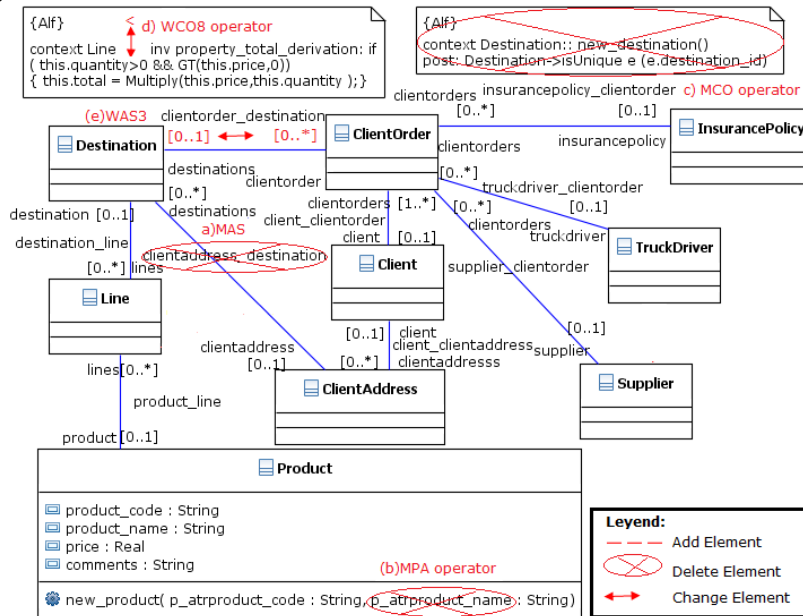 {Alf} < d) WCO8 operator
context Line inv property_total_derivation: if
( this.quantity>0 && GT(this.price,0))
{ this.total = Multiply(this.price,this.quantity ); }
{Alf}
context Destination:: new_destination()
post: Destination->isUnique e (e.destination_id)
c) MCO operator
(e)WAS3
clientorder_destination
[0..1] [0..*]
Destination
destinations
clientorder
ClientOrder
clientorders
insurancepolicy_clientorder
[0..*] [0..1]
insurancepolicy
InsurancePolicy
clientorders
[0..*]
truckdriver_clientorder
[0..1]
truckdriver
TruckDriver
destination [0..1]
destination_line
[0..*] lines
Line
[0..*]
destinations
a)MAS
clientaddress_destination
clientaddress
[0..1]
clientorders [1..*]
client_clientorder
client [0..1]
Client
[0..*]
clientorders
supplier_clientorder
[0..1]
supplier
Supplier
[0..1] client
client_clientaddress
[0..*] clientaddresss
ClientAddress
lines [0..*]
product_line
product [0..1]
Product
product_code : String
product_name : String
price : Real
comments : String
(b)MPA operator
new_product( p_atrproduct_code : String, p_atrproduct_name : String)
Leyend:
Add Element
Delete Element
Change Element